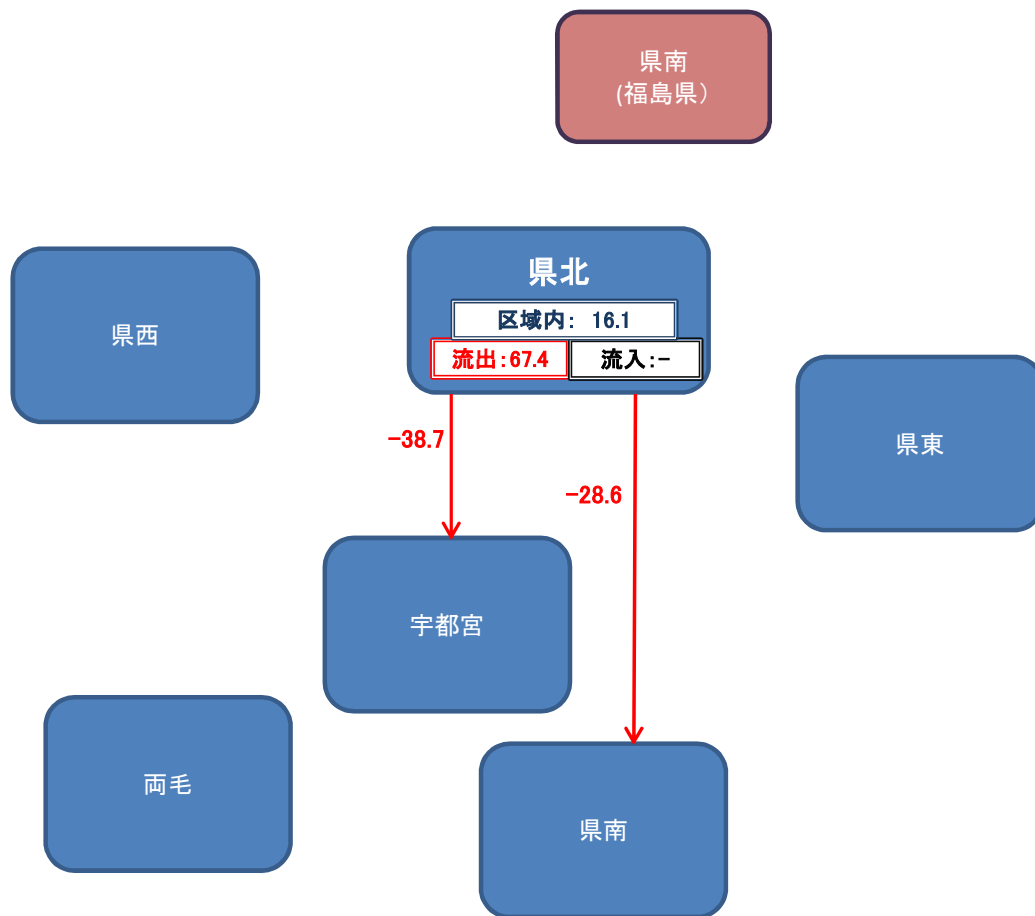 県南
(福島県）
県北
区域内： 16.1
流出：67.4
流入：－
県西
県東
－38.7
－28.6
宇都宮
両毛
県南